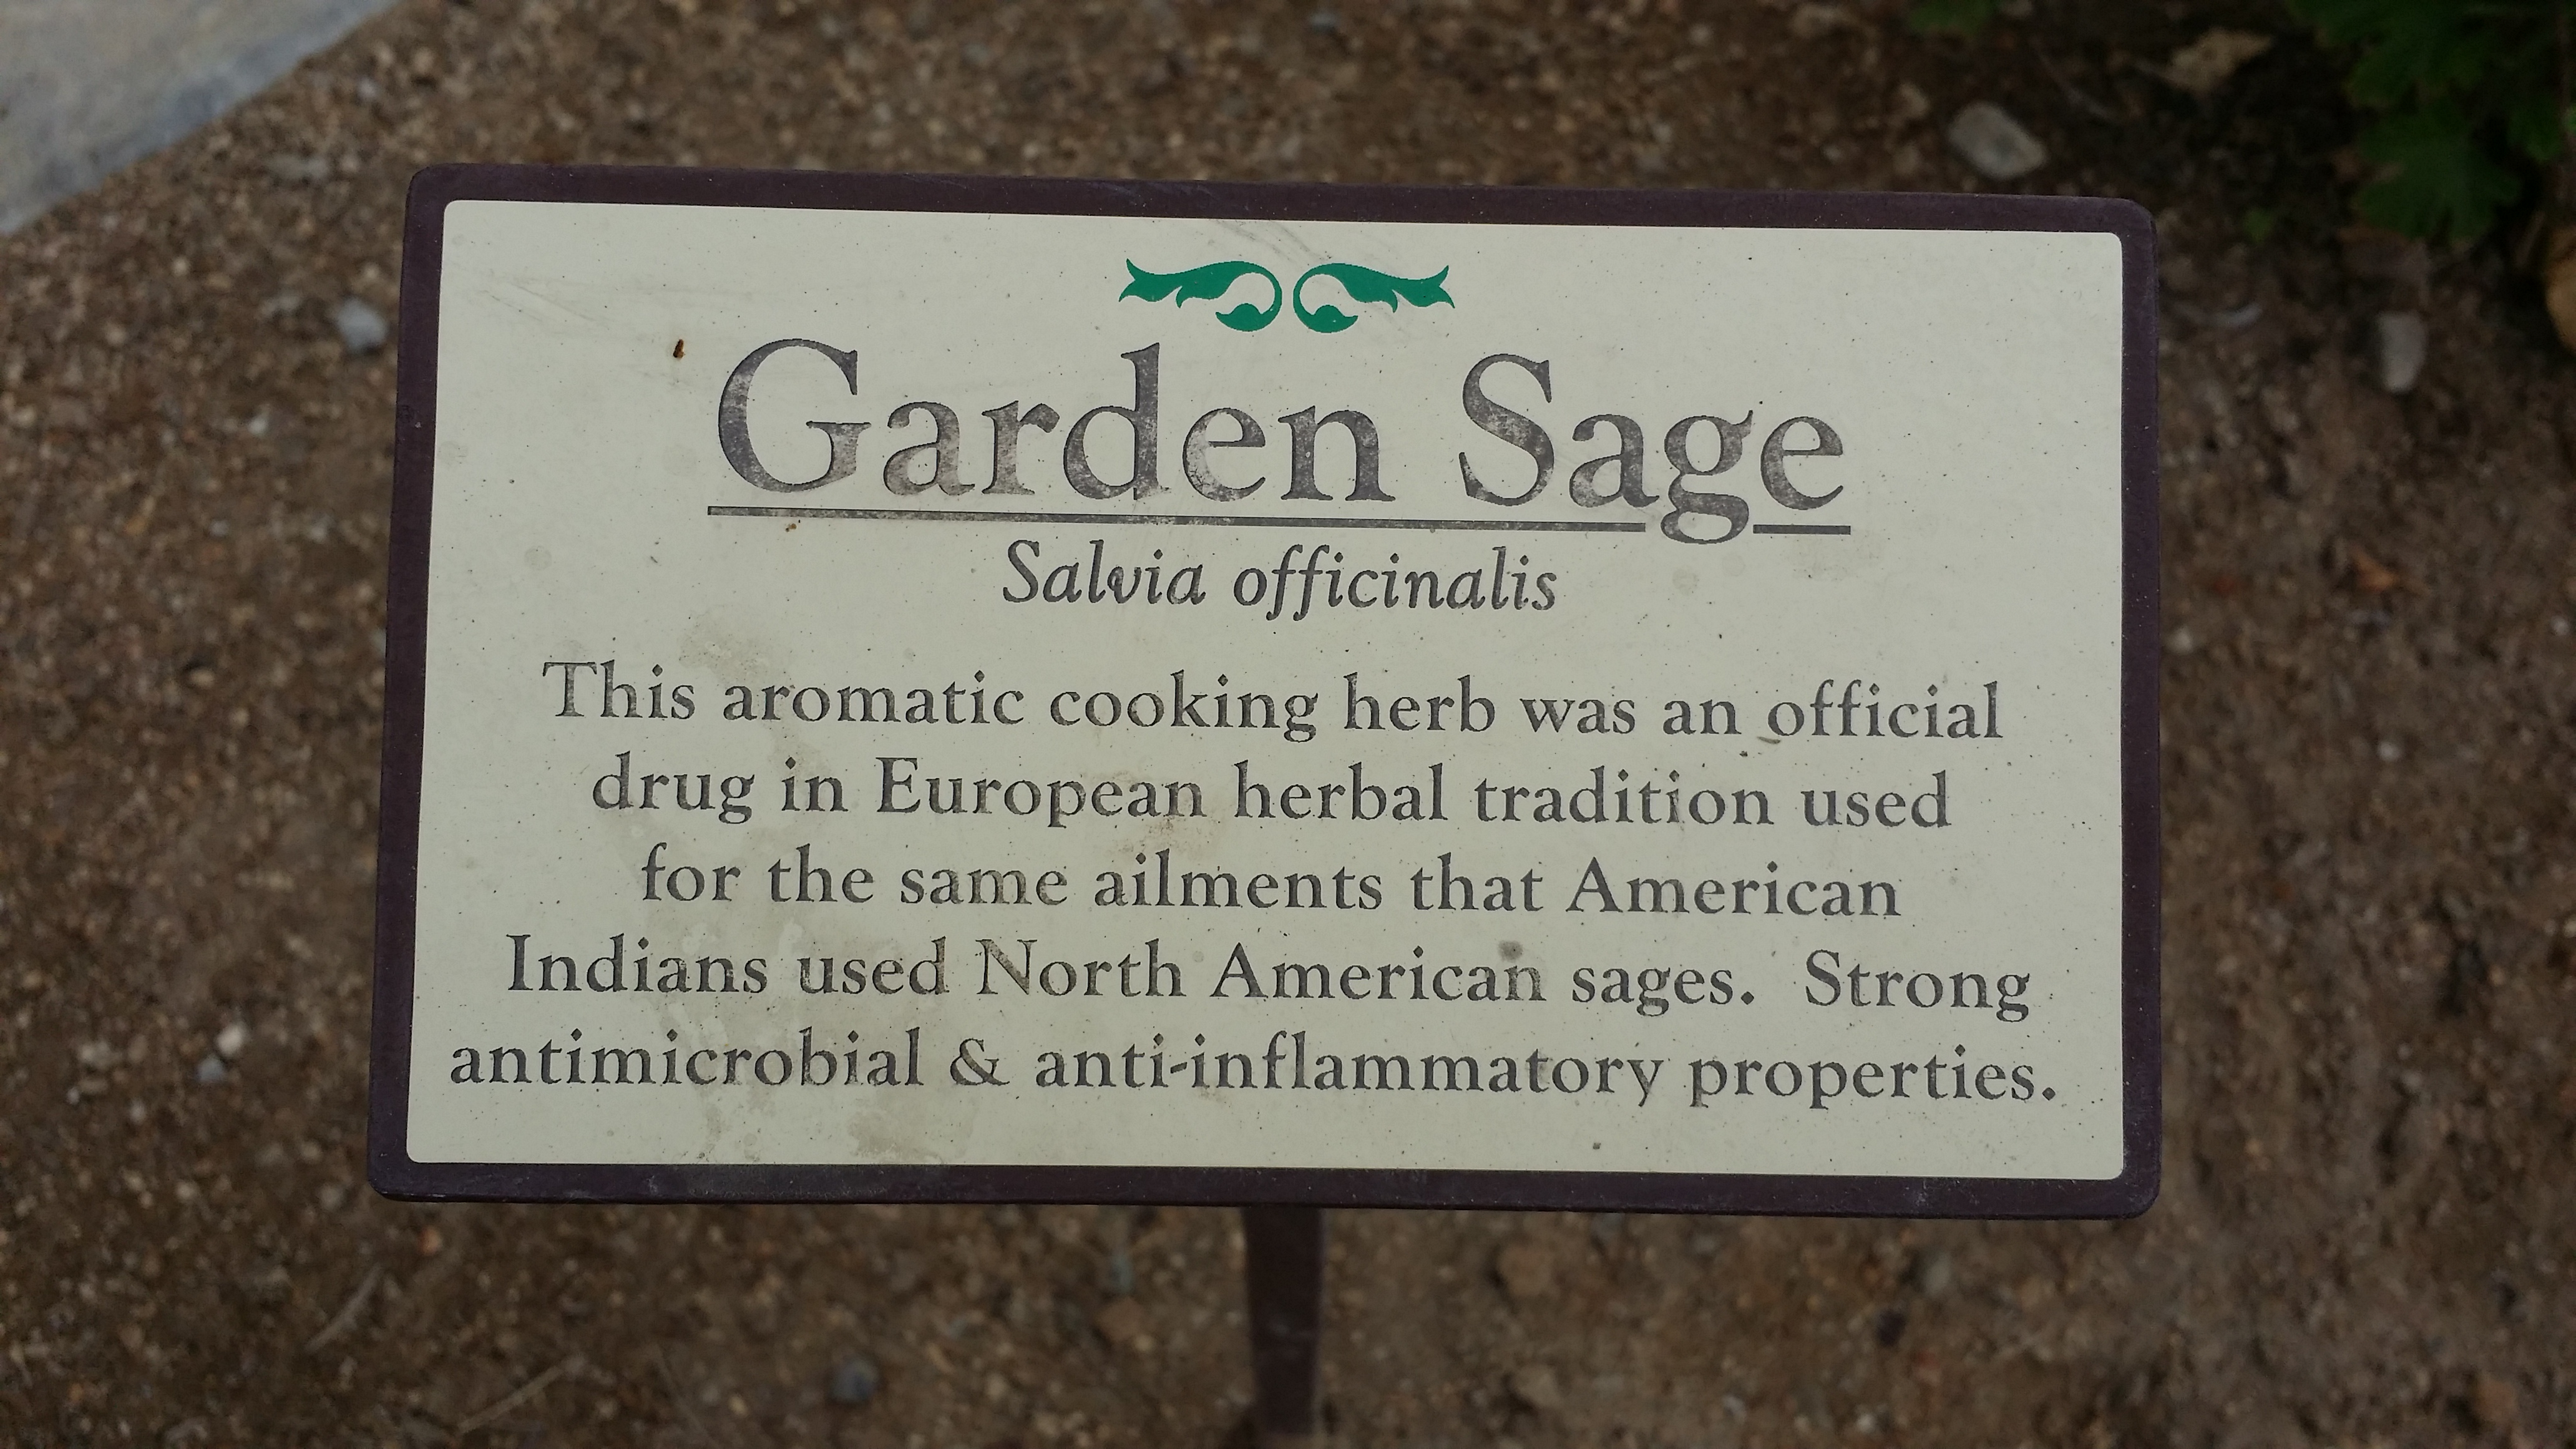 Garden Sage
Salvia officinalis
This aromatic cooking herb was an official
drug in European herbal tradition used
for the same ailments that American
Indians used North American sages.  Strong
antimicrobial & anti-inflammatory properties.